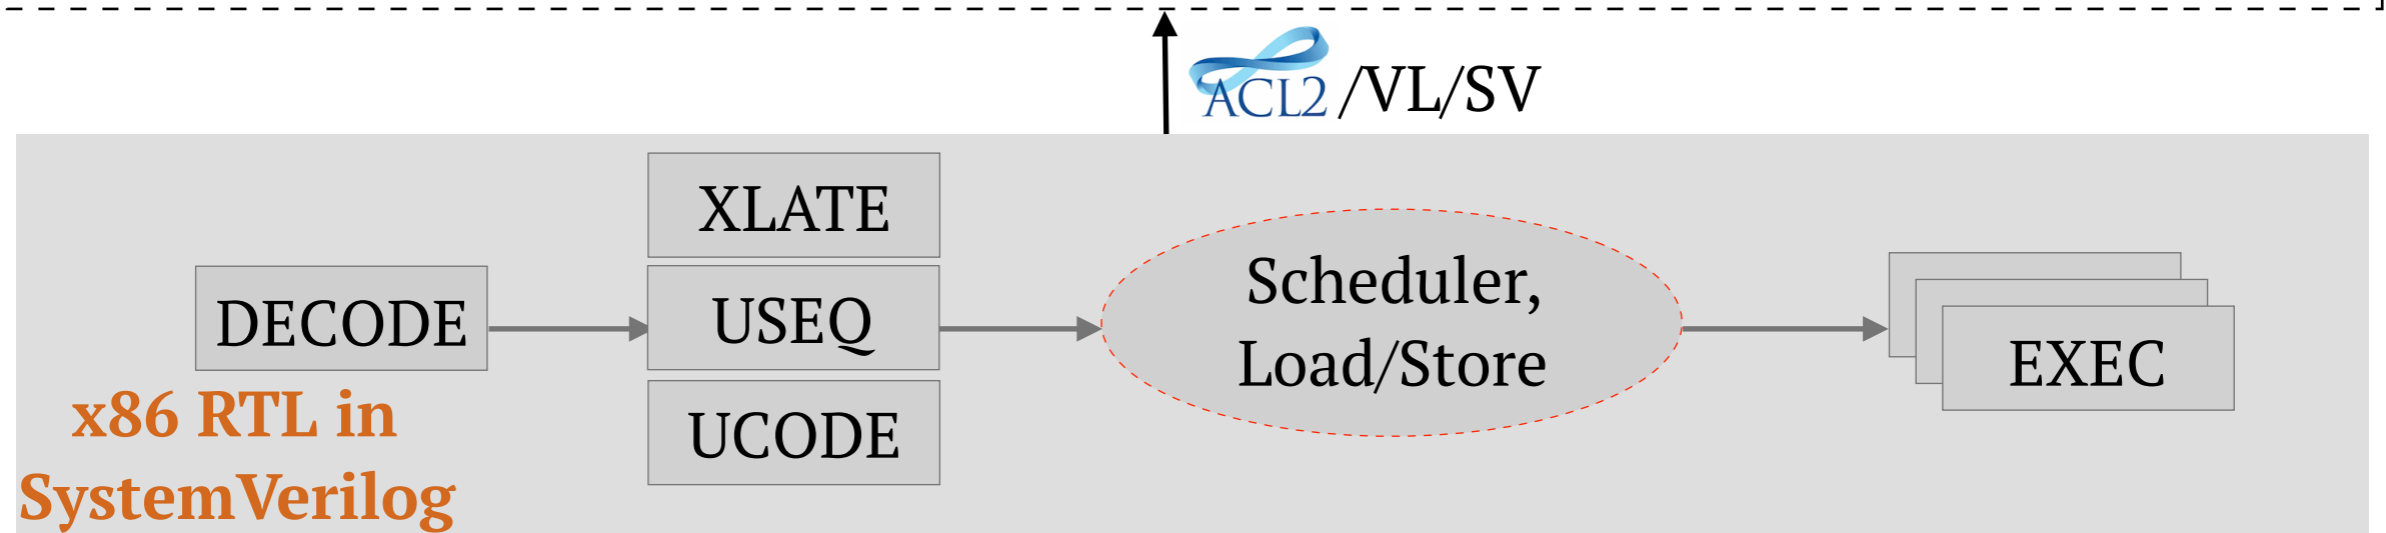 ACL2 /VL/SV
XLATE
DECODE
USEQ
UCODE
Scheduler,
Load/Store
EXEC
x86 RTL in
SystemVerilog